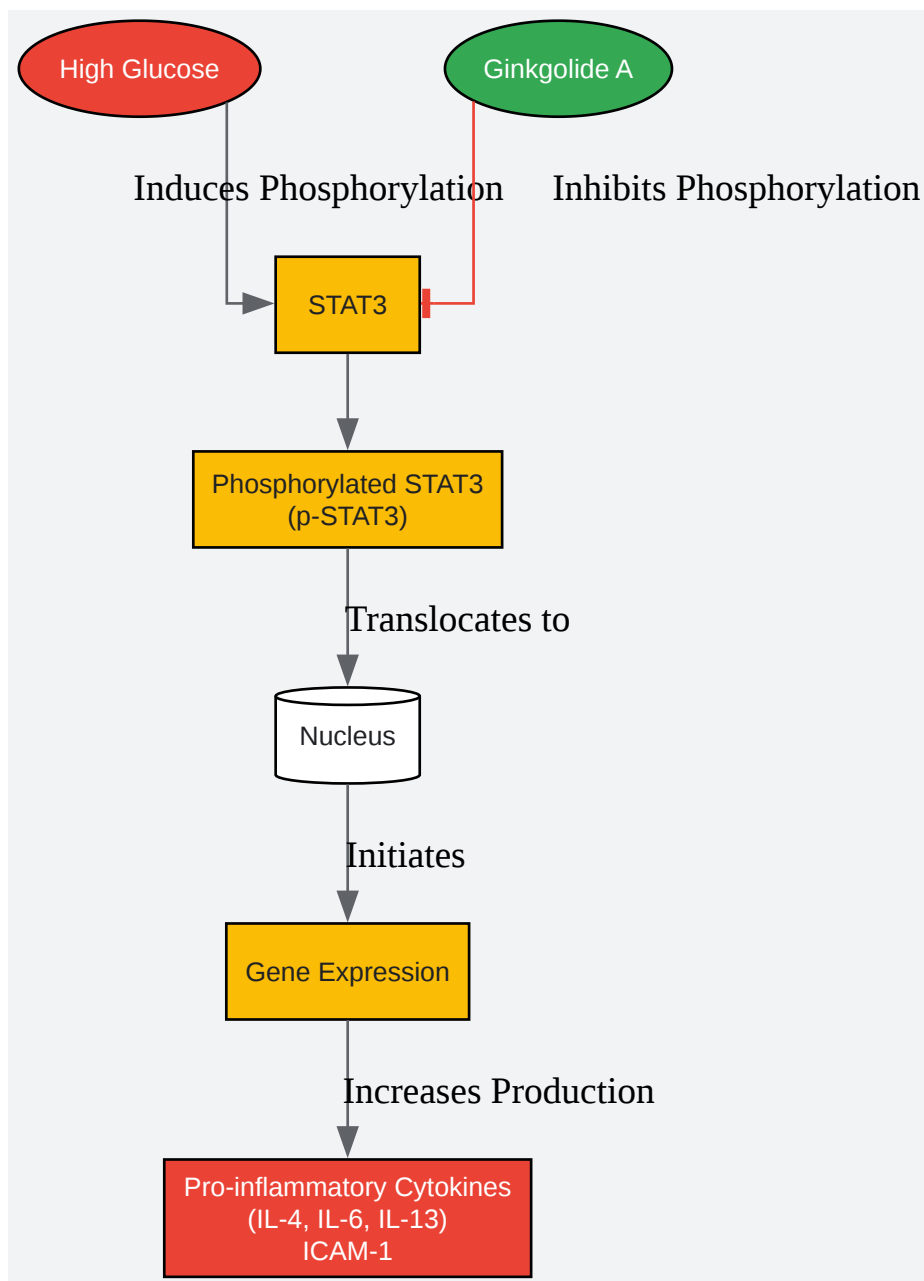 High Glucose
Ginkgolide A
Induces Phosphorylation
Inhibits Phosphorylation
STAT3
Phosphorylated STAT3
(p-STAT3)
Translocates to
Nucleus
Initiates
Gene Expression
Increases Production
Pro-inflammatory Cytokines
(IL-4, IL-6, IL-13)
ICAM-1